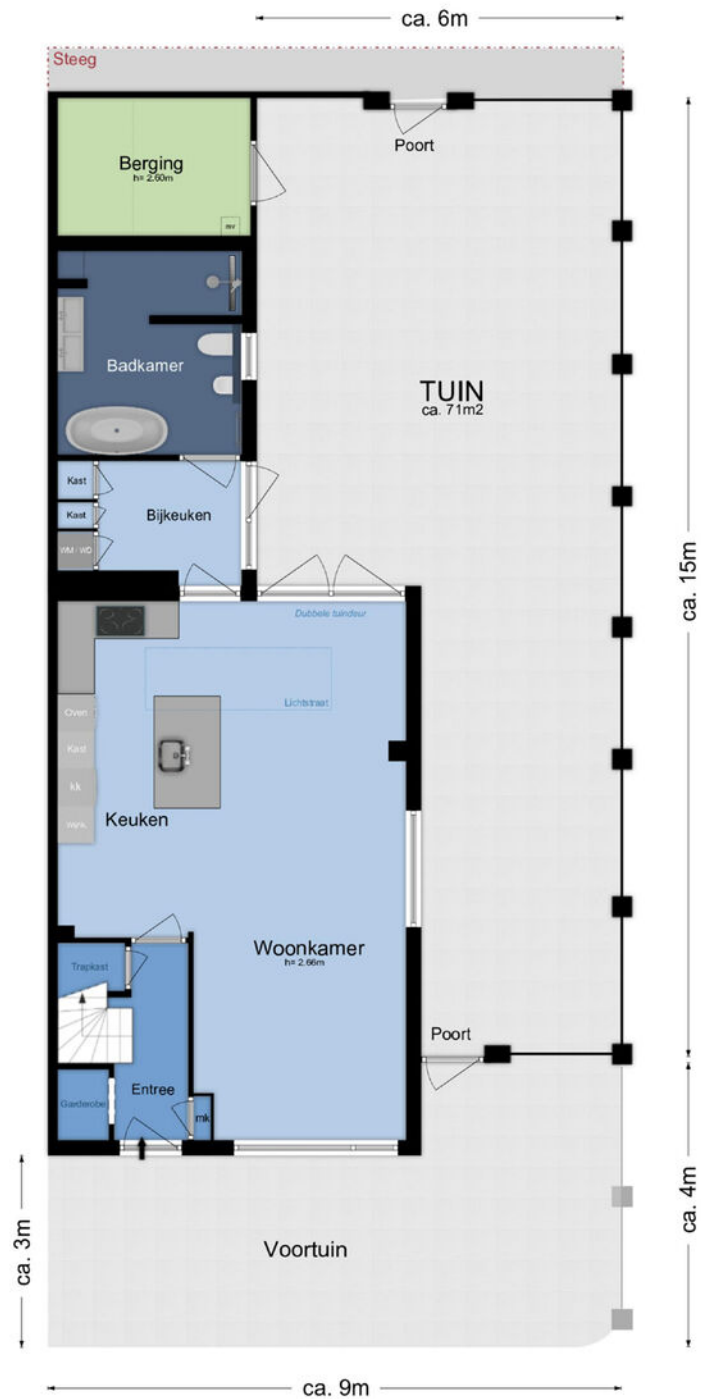 ca. 6m
Steeg
Poort
Berging
h= 2.60m
mv
Badkamer
TUIN
ca. 71m2
Kast
Kast
Bijkeuken
WM / WD
ca. 15m
Dubbele tuindeur
Lichtstraat
Oven
Kast
kk
Keuken
Woonkamer
h= 2.66m
Trapkast
Poort
Entree
Garderobe
mk
ca. 3m
ca. 4m
Voortuin
ca. 9m